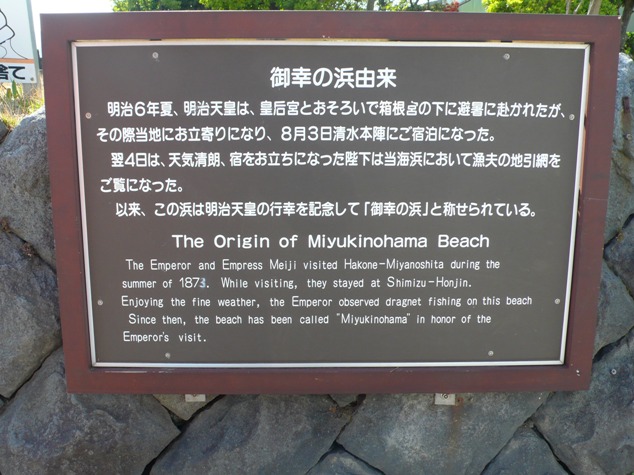 捨て
御幸の浜由来
明治6年夏、明治天皇は、皇后宮とおそろいで箱根宮の下に避暑に赴かれたが、
その際当地にお立寄りになり、8月3日清水本陣にご宿泊になった。
翌4日は、天気清朗、宿をお立ちになった陛下は当海浜において漁夫の地引網を
ご覧になった。
以来、この浜は明治天皇の行幸を記念して「御幸の浜」と称せられている。
The Origin of Miyukinohama Beach
The Emperor and Empress Meiji visited Hakone-Miyanoshita during the
summer of 1873. While visiting, they stayed at Shimizu-Honjin.
Enjoying the fine weather, the Emperor observed dragnet fishing on this beach
Since then, the beach has been called "Miyukinohama" in honor of the
Emperor's visit.